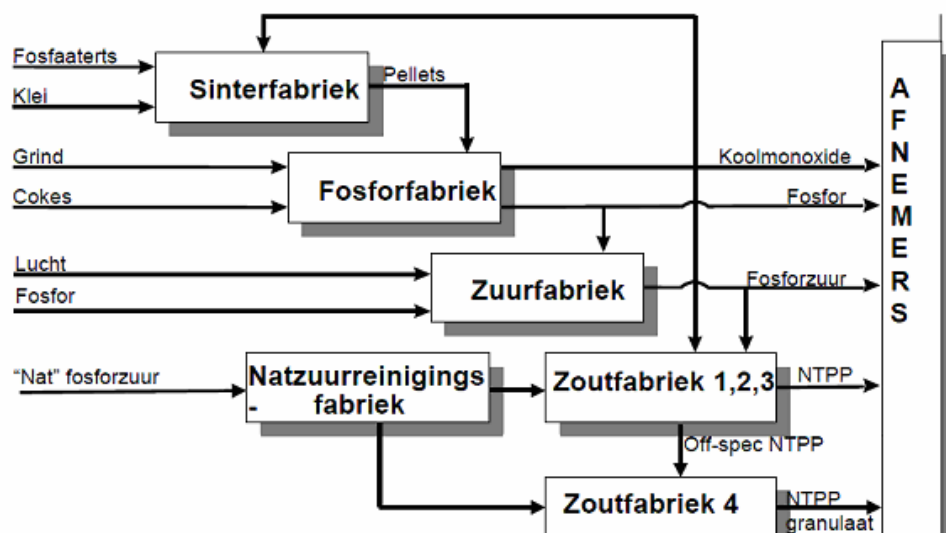 Fosfaaterts
Klei
Sinterfabriek
Pellets
Grind
Cokes
Fosforfabriek
Koolmonoxide
Fosfor
Lucht
Fosfor
Zuurfabriek
Fosforzuur
"Nat" fosforzuur
Natzuurreinigings
- fabriek
Zoutfabriek 1,2,3
NTPP
Off-spec NTPP
Zoutfabriek 4
NTPP
granulaat
AFNEMERS